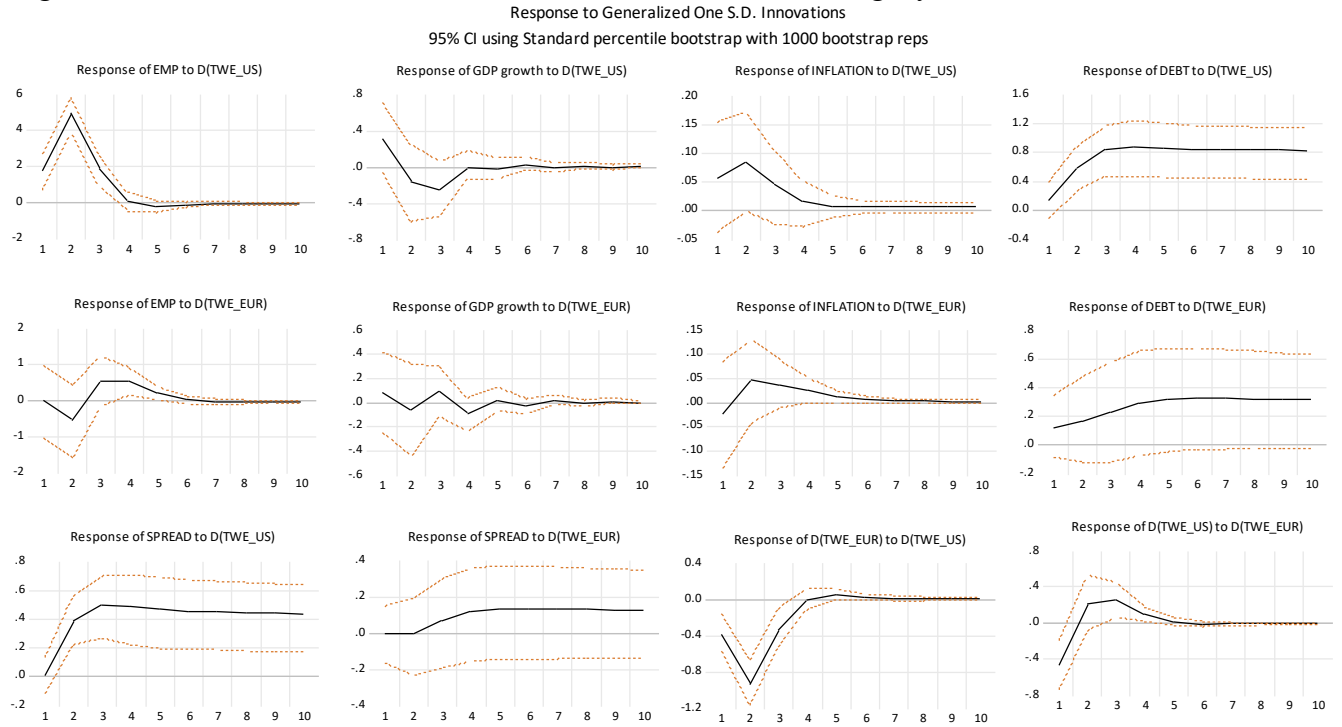 Response to Generalized One S.D. Innovations
95% CI using Standard percentile bootstrap with 1000 bootstrap reps
Response of EMP to D(TWE_US)
6
4
2
0
-2
1 2 3 4 5 6 7 8 9 10
Response of GDP growth to D(TWE_US)
.8
.4
.0
-.4
-.8
1 2 3 4 5 6 7 8 9 10
Response of INFLATION to D(TWE_US)
.20
.15
.10
.05
.00
-.05
1 2 3 4 5 6 7 8 9 10
Response of DEBT to D(TWE_US)
1.6
1.2
0.8
0.4
0.0
-0.4
1 2 3 4 5 6 7 8 9 10
Response of EMP to D(TWE_EUR)
2
1
0
-1
-2
1 2 3 4 5 6 7 8 9 10
Response of GDP growth to D(TWE_EUR)
.6
.4
.2
.0
-.2
-.4
-.6
1 2 3 4 5 6 7 8 9 10
Response of INFLATION to D(TWE_EUR)
.15
.10
.05
.00
-.05
-.10
-.15
1 2 3 4 5 6 7 8 9 10
Response of DEBT to D(TWE_EUR)
.8
.6
.4
.2
.0
-.2
1 2 3 4 5 6 7 8 9 10
Response of SPREAD to D(TWE_US)
.8
.6
.4
.2
.0
-.2
1 2 3 4 5 6 7 8 9 10
Response of SPREAD to D(TWE_EUR)
.4
.2
.0
-.2
-.4
1 2 3 4 5 6 7 8 9 10
Response of D(TWE_EUR) to D(TWE_US)
0.4
0.0
-0.4
-0.8
-1.2
1 2 3 4 5 6 7 8 9 10
Response of D(TWE_US) to D(TWE_EUR)
.8
.4
.0
-.4
-.8
1 2 3 4 5 6 7 8 9 10